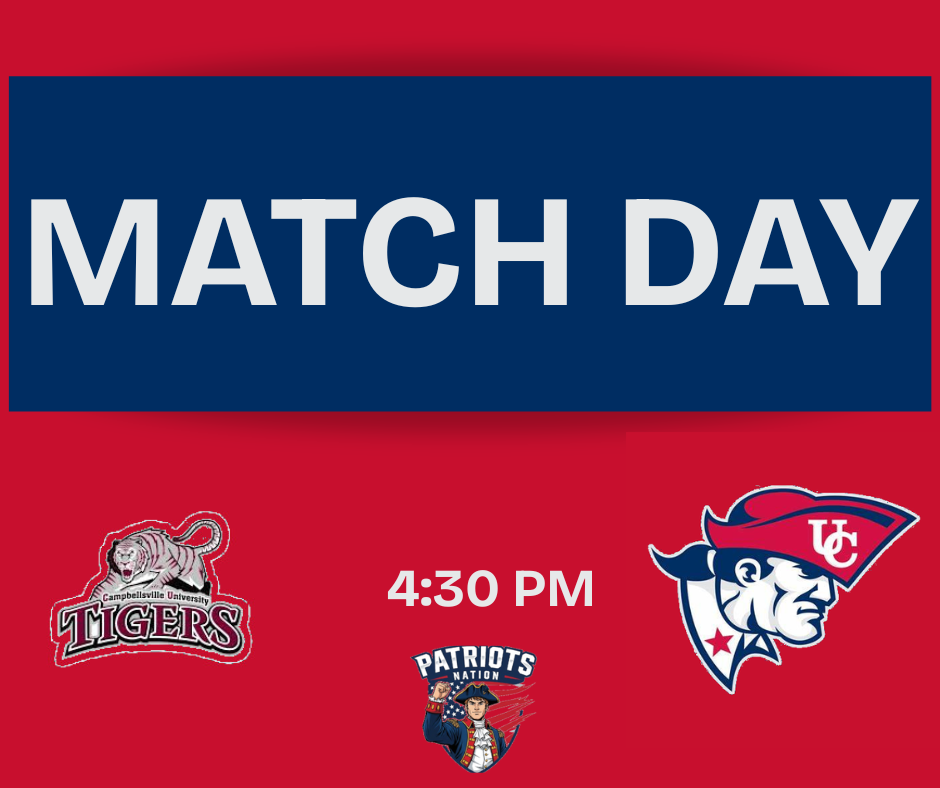 MATCH DAY
UC
Campbellsville University
TIGERS
4:30 PM
PATRIOTS
NATION